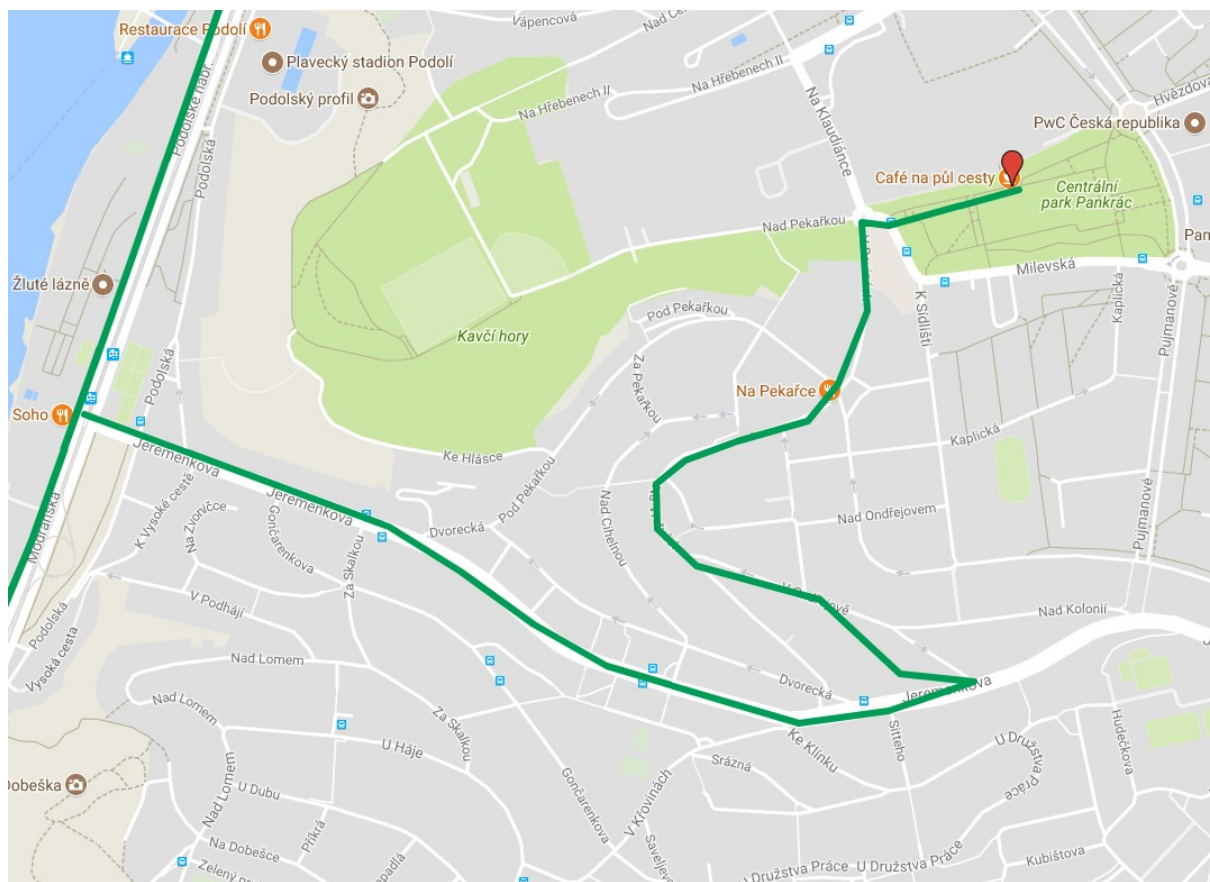 Vápencová
Restaurace Podolí
Plavecký stadion Podolí
Podolský profil
Na Hřebenech II
Na Hřebenech II
Na Klaudiánce
Hvězdova
PwC Česká republika
Podolské nábř.
Podolská
Café na půl cesty
Centrální
park Pankrác
Nad Pekařkou
Milevská
Kaplická
Pujmanové
K Sídlišti
Žluté lázně
Kavčí hory
Pod Pekařkou
Za Pekařkou
Podolská
Na Pekařce
Soho
Jeremenkova
Ke Hlásce
Kaplická
Modřanská
Jeremenkova
K Vysoké cestě
Na Zvoničce
Gončarenkova
Za Skalkou
Dvorecká
Pod Pekařkou
Nad Cihelnou
Nad Ondřejovem
Pujmanové
V Podhájí
Podolská
Vysoká cesta
Nad Kolonií
Nad Lomem
Nad Lomem
Dvorecká
Jeremenkova
Za Skalkou
U Háje
Ke Klínku
Sitteho
Hudečkova
U Družstva Práce
Srázná
Dobeška
Nad Lomem
U Dubu
Přikrá
Gončarenkova
V Křovinách
Na Dobešce
Saveljevova
U Družstva Práce
U Družstva Práce
Kubištova